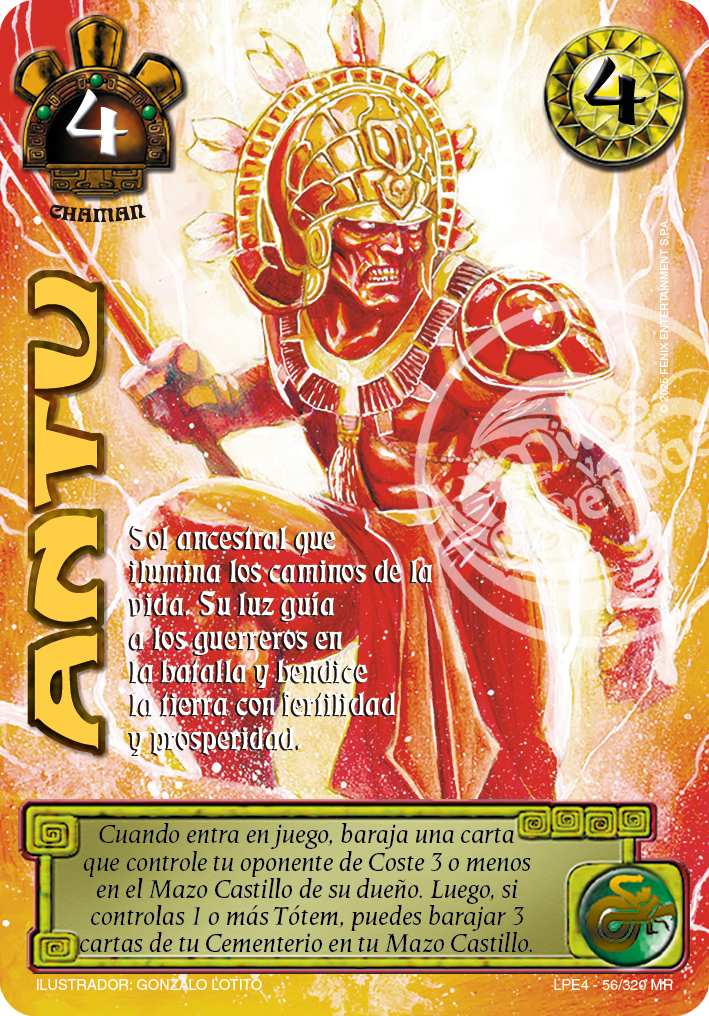 4
CHAMAN
4
ANTU
© 2025 FENIX ENTERTAINMENT S.P.A.
Mitos
y
Leyendas
Sol ancestral que
ilumina los caminos de la
vida. Su luz guía
a los guerreros en
la batalla y bendice
la tierra con fertilidad
y prosperidad.
Cuando entra en juego, baraja una carta
que controle tu oponente de Coste 3 o menos
en el Mazo Castillo de su dueño. Luego, si
controlas 1 o más Tótem, puedes barajar 3
cartas de tu Cementerio en tu Mazo Castillo.
ILUSTRADOR: GONZALO LOTITO
LPE4 - 56/320 MR